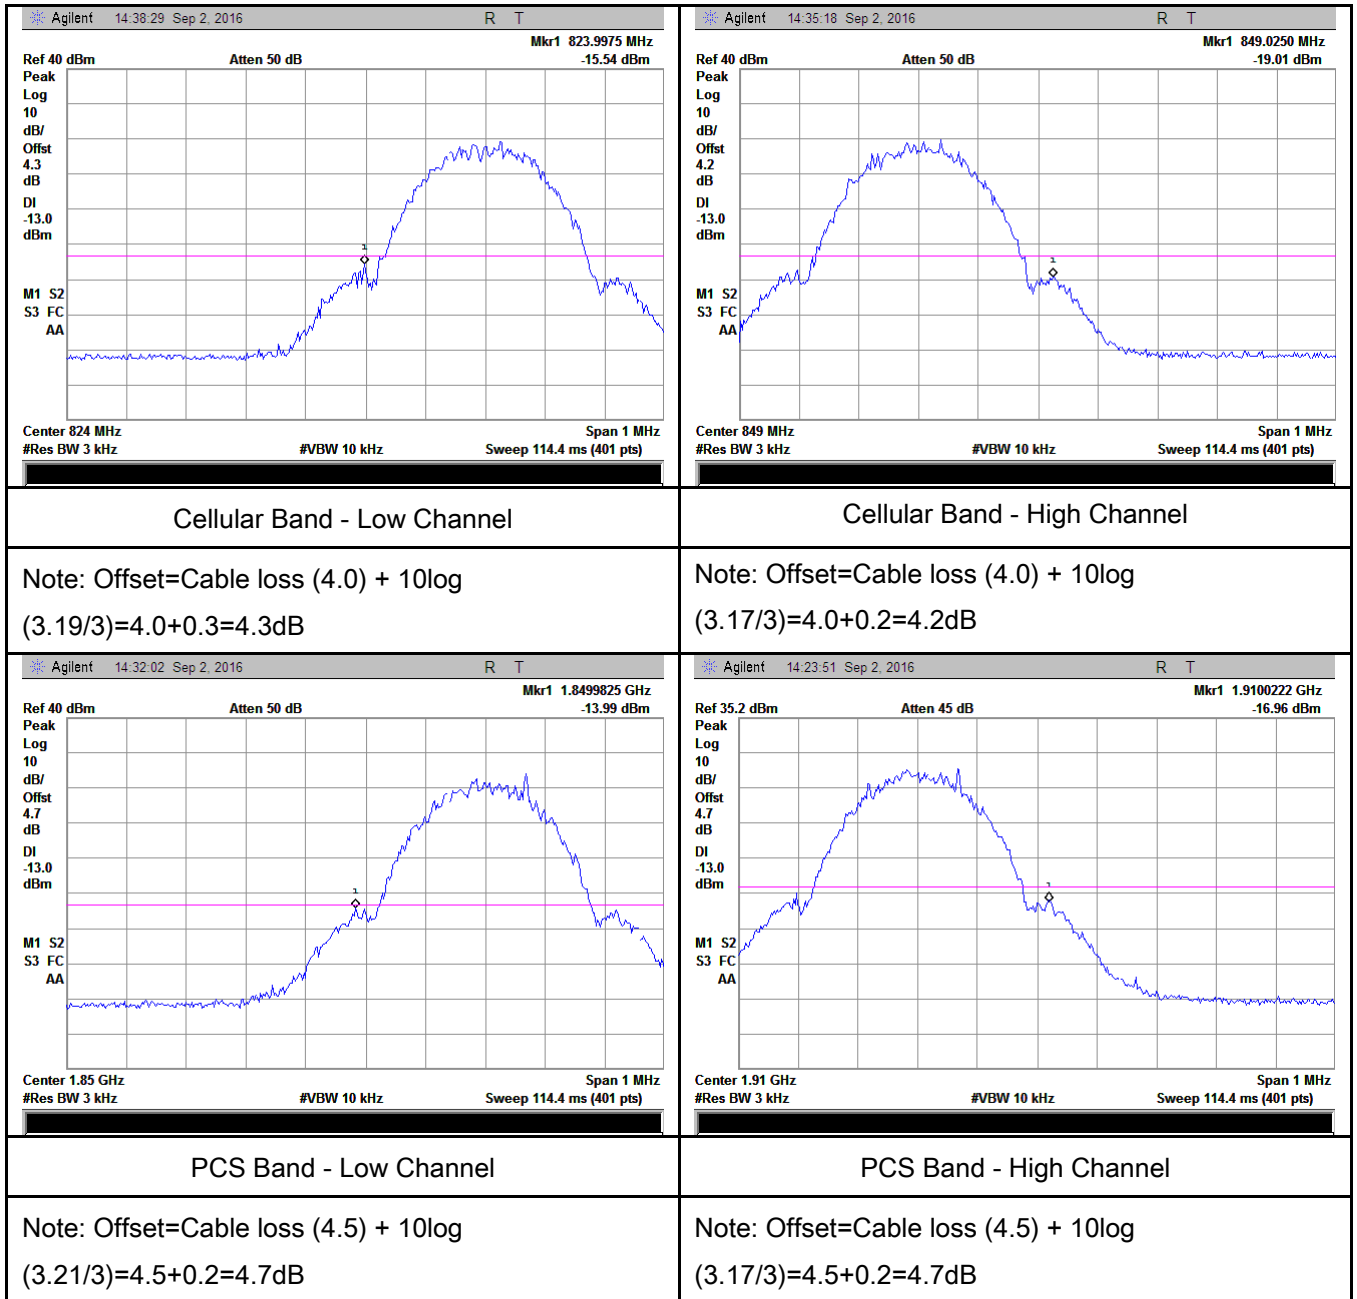 Agilent 14:38:29 Sep 2, 2016 R T
Mkr1 823.9975 MHz
Ref 40 dBm Atten 50 dB -15.54 dBm
Peak
Log
10
dB/
Offst
4.3
dB
DI
-13.0
dBm
1
M1 S2
S3 FC
AA
Center 824 MHz Span 1 MHz
#Res BW 3 kHz #VBW 10 kHz Sweep 114.4 ms (401 pts)
Agilent 14:35:18 Sep 2, 2016 R T
Mkr1 849.0250 MHz
Ref 40 dBm Atten 50 dB -19.01 dBm
Peak
Log
10
dB/
Offst
4.2
dB
DI
-13.0
dBm
1
M1 S2
S3 FC
AA
Center 849 MHz Span 1 MHz
#Res BW 3 kHz #VBW 10 kHz Sweep 114.4 ms (401 pts)
Cellular Band - Low Channel
Cellular Band - High Channel
Note: Offset=Cable loss (4.0) + 10log
(3.19/3)=4.0+0.3=4.3dB
Note: Offset=Cable loss (4.0) + 10log
(3.17/3)=4.0+0.2=4.2dB
Agilent 14:32:02 Sep 2, 2016 R T
Mkr1 1.8499825 GHz
Ref 40 dBm Atten 50 dB -13.99 dBm
Peak
Log
10
dB/
Offst
4.7
dB
DI
-13.0
dBm
1
M1 S2
S3 FC
AA
Center 1.85 GHz Span 1 MHz
#Res BW 3 kHz #VBW 10 kHz Sweep 114.4 ms (401 pts)
Agilent 14:23:51 Sep 2, 2016 R T
Mkr1 1.9100222 GHz
Ref 35.2 dBm Atten 45 dB -16.96 dBm
Peak
Log
10
dB/
Offst
4.7
dB
DI
-13.0
dBm
1
M1 S2
S3 FC
AA
Center 1.91 GHz Span 1 MHz
#Res BW 3 kHz #VBW 10 kHz Sweep 114.4 ms (401 pts)
PCS Band - Low Channel
PCS Band - High Channel
Note: Offset=Cable loss (4.5) + 10log
(3.21/3)=4.5+0.2=4.7dB
Note: Offset=Cable loss (4.5) + 10log
(3.17/3)=4.5+0.2=4.7dB